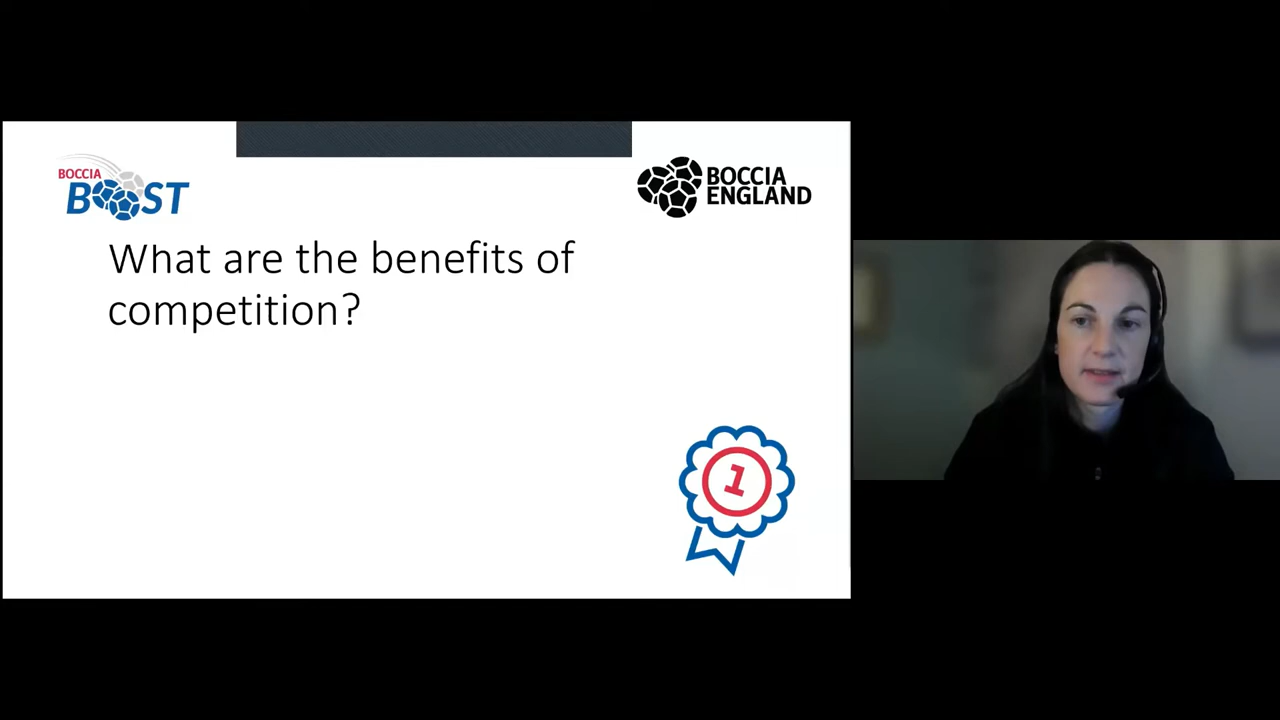 BOCCIA
BOOST
BOCCIA
ENGLAND
What are the benefits of
competition?
1